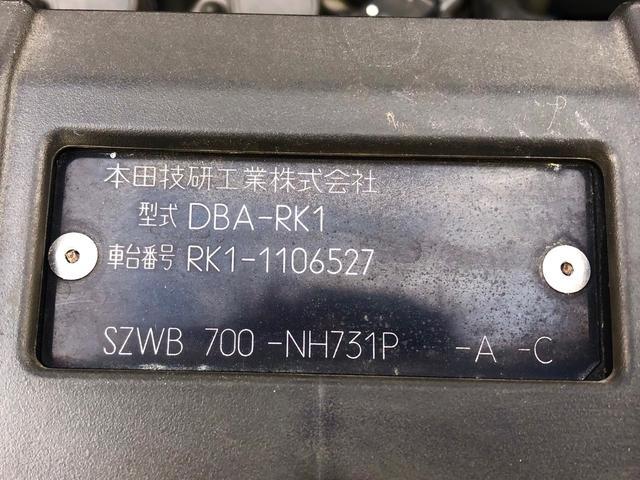 本田技研工業株式会社
型式 DBA-RK1
車台番号 RK1-1106527
SZWB 700 -NH731P -A -C